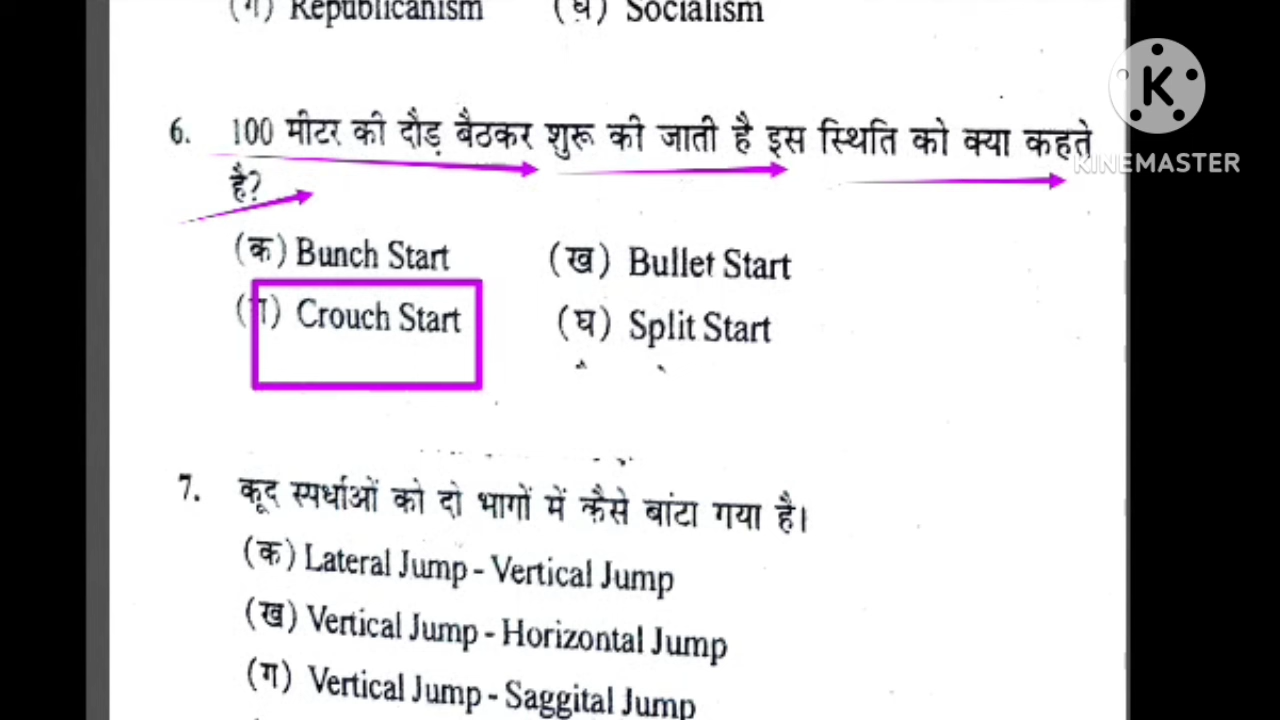 (ग) Republicanism (घ) Socialism
6. 100 मीटर की दौड़ बैठकर शुरू की जाती है इस स्थिति को क्या कहते
है?
(क) Bunch Start (ख) Bullet Start
(ग) Crouch Start (घ) Split Start
7. कूद स्पर्धाओं को दो भागों में कैसे बांटा गया है।
(क) Lateral Jump - Vertical Jump
(ख) Vertical Jump - Horizontal Jump
(ग) Vertical Jump - Saggital Jump
K
KINEMASTER